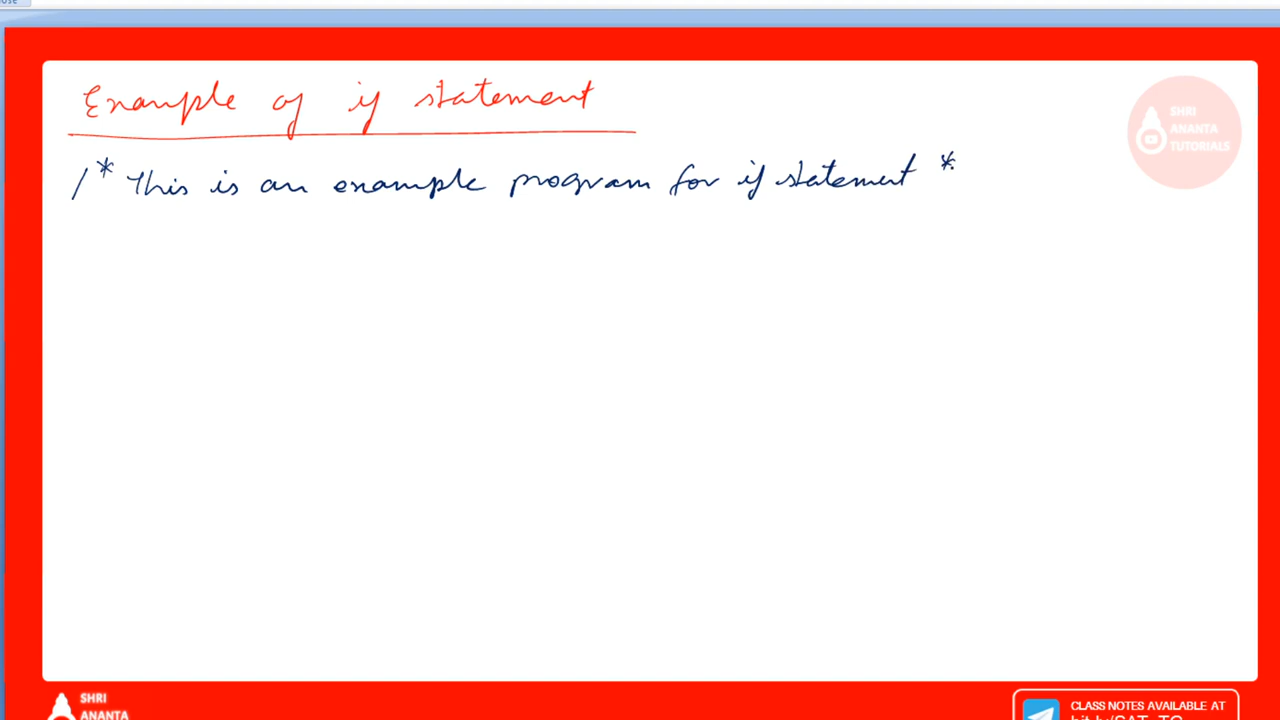 Example of if statement
/* This is an example program for if statement *
SHRI
ANANTA
TUTORIALS
SHRI
ANANTA
CLASS NOTES AVAILABLE AT